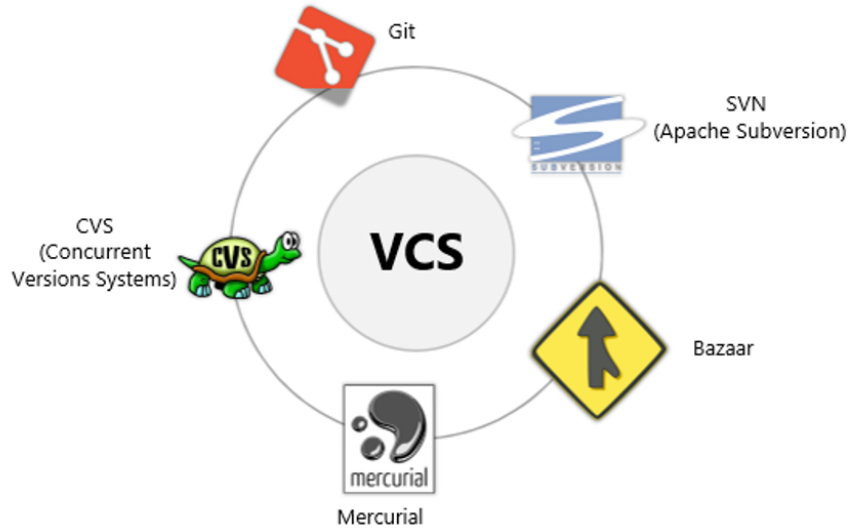 Git
SVN
(Apache Subversion)
SUBVERSION
CVS
(Concurrent
Versions Systems)
CVS
VCS
Bazaar
mercurial
Mercurial